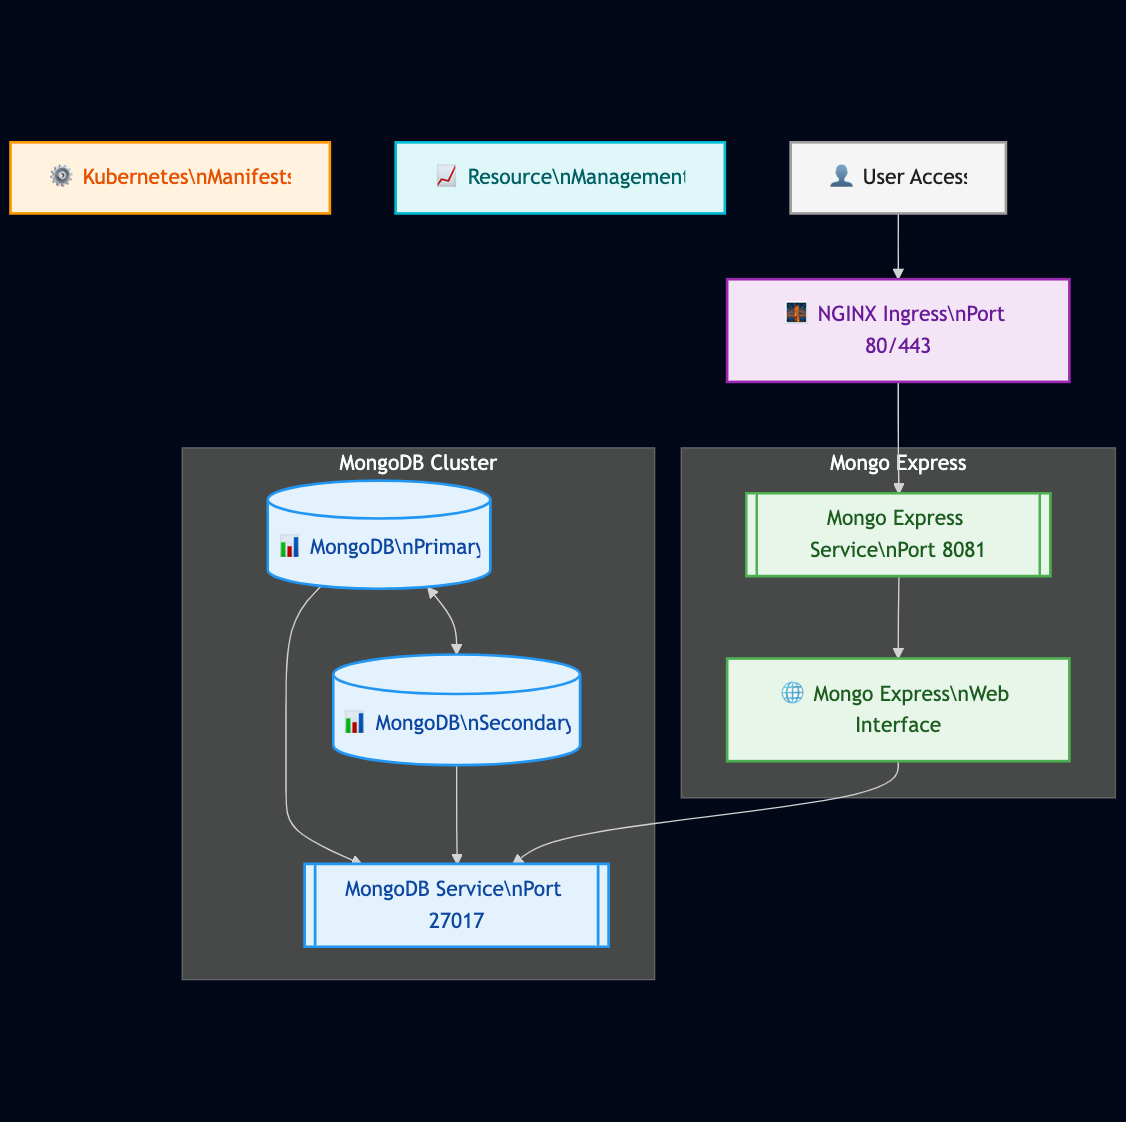 Kubernetes\nManifests
Resource\nManagement
User Access
NGINX Ingress\nPort
80/443
MongoDB Cluster
Mongo Express
MongoDB\nPrimary
Mongo Express
Service\nPort 8081
MongoDB\nSecondary
Mongo Express\nWeb
Interface
MongoDB Service\nPort
27017